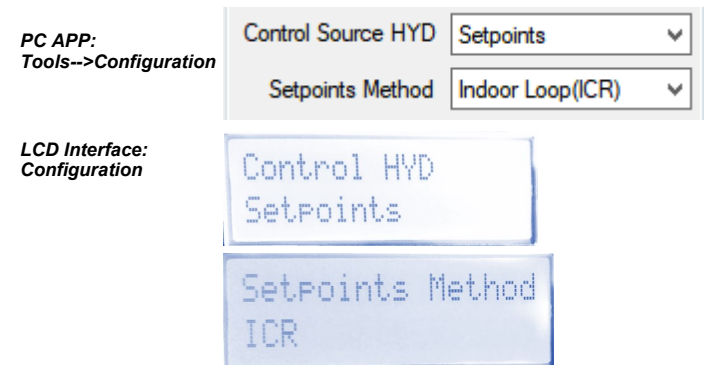 PC APP:
Tools-->Configuration
Control Source HYD Setpoints
Setpoints Method Indoor Loop(ICR)
LCD Interface:
Configuration
Control HYD
Setpoints
Setpoints Method
ICR